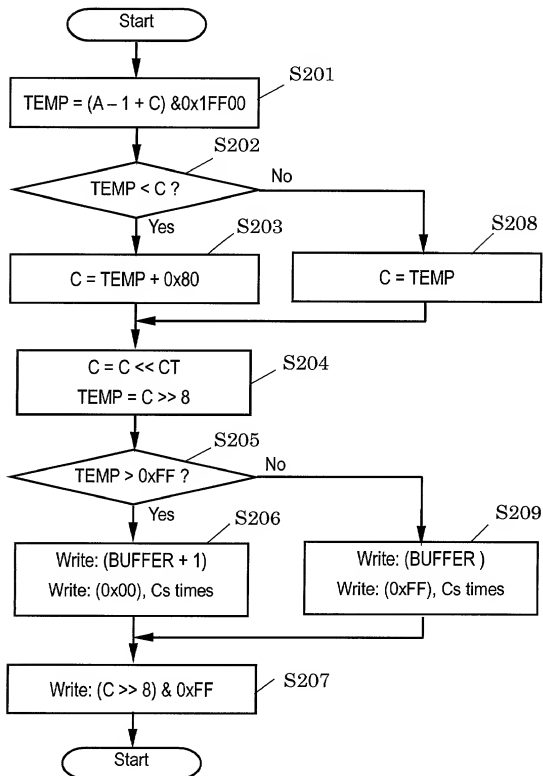 Start
S201
TEMP = (A – 1 + C) &0x1FF00
S202
TEMP < C ?
No
Yes
S203
S208
C = TEMP + 0x80
C = TEMP
C = C << CT
TEMP = C >> 8
S204
S205
TEMP > 0xFF ?
No
Yes
S206
S209
Write: (BUFFER + 1)
Write: (0x00), Cs times
Write: (BUFFER )
Write: (0xFF), Cs times
S207
Write: (C >> 8) & 0xFF
Start